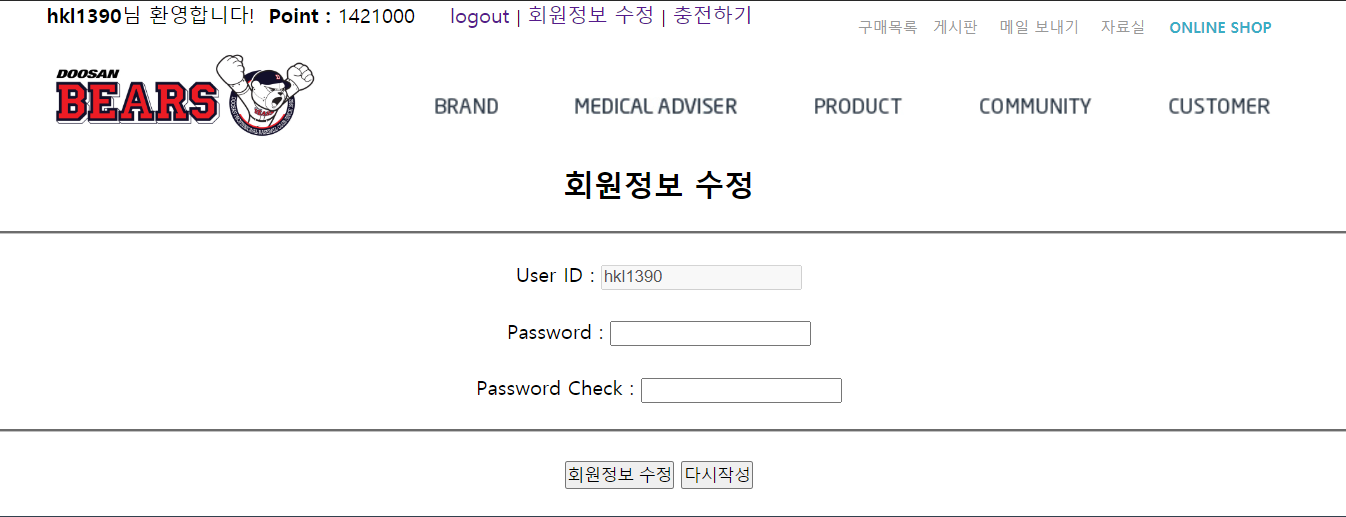 hkl1390님 환영합니다! Point : 1421000 logout | 회원정보 수정 | 충전하기
구매목록 게시판 메일 보내기 자료실 ONLINE SHOP
DOOSAN
BEARS
BRAND MEDICAL ADVISER PRODUCT COMMUNITY CUSTOMER
회원정보 수정
User ID : hkl1390
Password :
Password Check :
회원정보 수정 다시작성